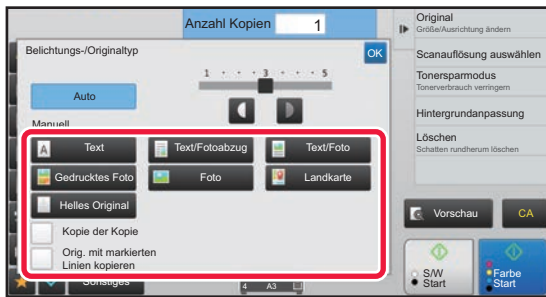 Anzahl Kopien 1
Belichtungs-/Originaltyp
OK
1 3 5
Auto
Manuell
A Text
Text/Fotoabzug
Text/Foto
Gedrucktes Foto
Foto
Landkarte
Helles Original
Kopie der Kopie
Orig. mit markierten
Linien kopieren
Sonstiges
4 A3
Original
Größe/Ausrichtung ändern
Scanauflösung auswählen
Tonersparmodus
Tonerverbrauch verringern
Hintergrundanpassung
Löschen
Schatten rundherum löschen
Vorschau
CA
S/W
Start
Farbe
Start